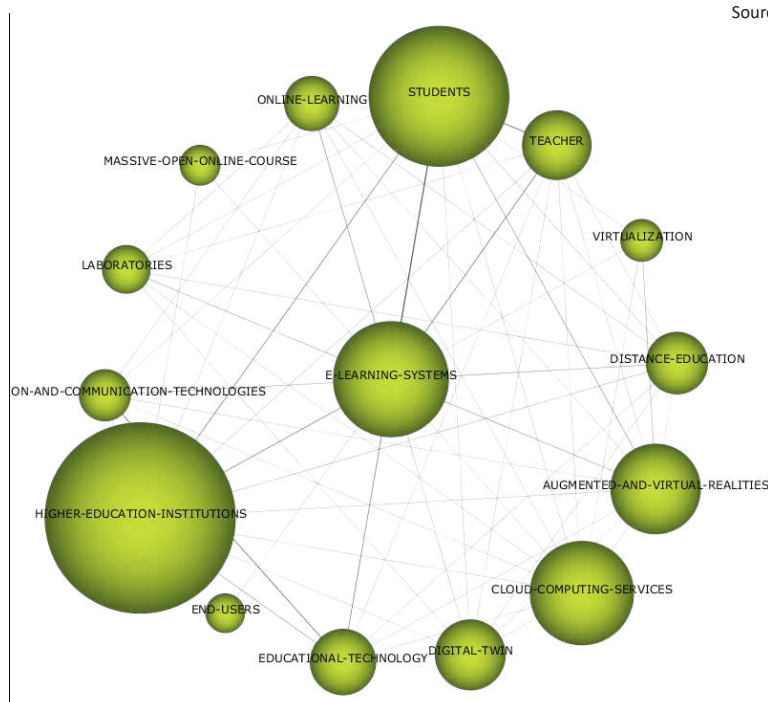 Sourc
STUDENTS
ONLINE-LEARNING
TEACHER
MASSIVE-OPEN-ONLINE-COURSE
VIRTUALIZATION
LABORATORIES
DISTANCE-EDUCATION
E-LEARNING-SYSTEMS
ON-AND-COMMUNICATION-TECHNOLOGIES
AUGMENTED-AND-VIRTUAL-REALITIES
HIGHER-EDUCATION-INSTITUTIONS
CLOUD-COMPUTING-SERVICES
END-USERS
EDUCATIONAL-TECHNOLOGY
DIGITAL-TWIN